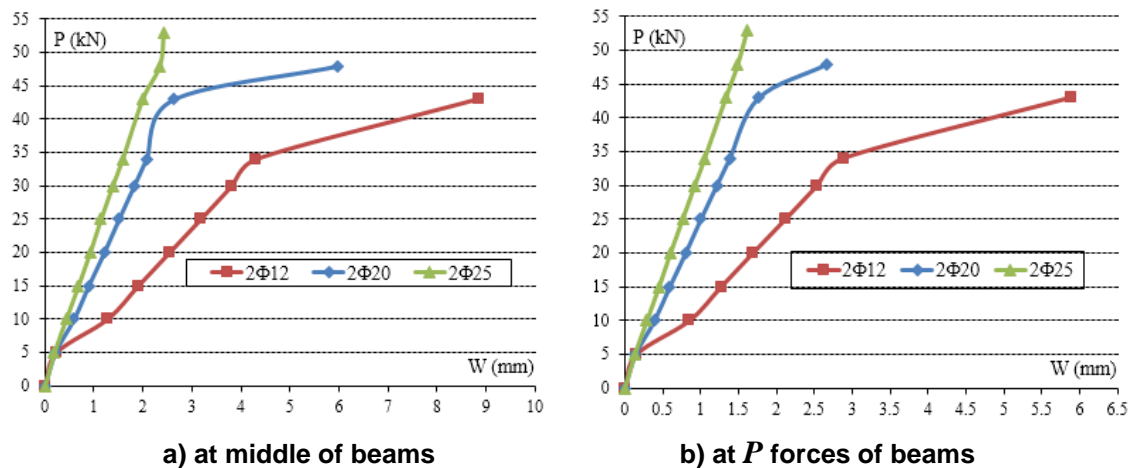 P (kN)
55
50
45
40
35
30
25
20
15
10
5
0
2Φ12 2Φ20 2Φ25
W (mm)
0 1 2 3 4 5 6 7 8 9 10
a) at middle of beams
P (kN)
55
50
45
40
35
30
25
20
15
10
5
0
2Φ12 2Φ20 2Φ25
W (mm)
0 0.5 1 1.5 2 2.5 3 3.5 4 4.5 5 5.5 6 6.5
b) at P forces of beams